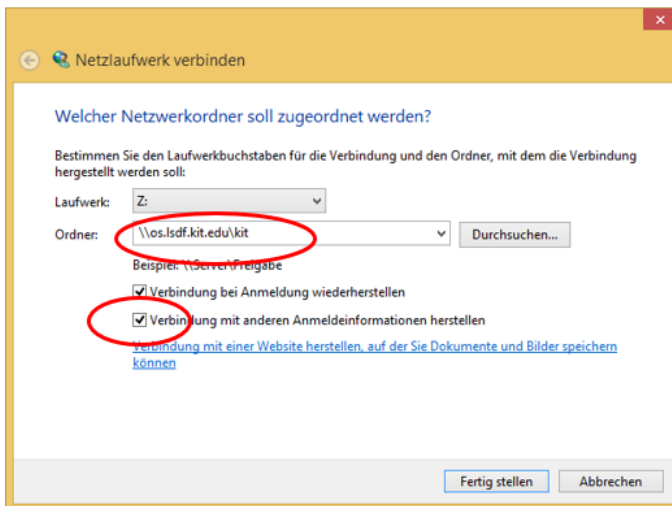 Netzlaufwerk verbinden
Welcher Netzwerkordner soll zugeordnet werden?
Bestimmen Sie den Laufwerkbuchstaben für die Verbindung und den Ordner, mit dem die Verbindung
hergestellt werden soll:
Laufwerk: Z:
Ordner: \\os.lsdf.kit.edu\kit Durchsuchen...
Beispiel: \\Server\Freigabe
Verbindung bei Anmeldung wiederherstellen
Verbindung mit anderen Anmeldeinformationen herstellen
Verbindung mit einer Website herstellen, auf der Sie Dokumente und Bilder speichern
können
Fertig stellen Abbrechen